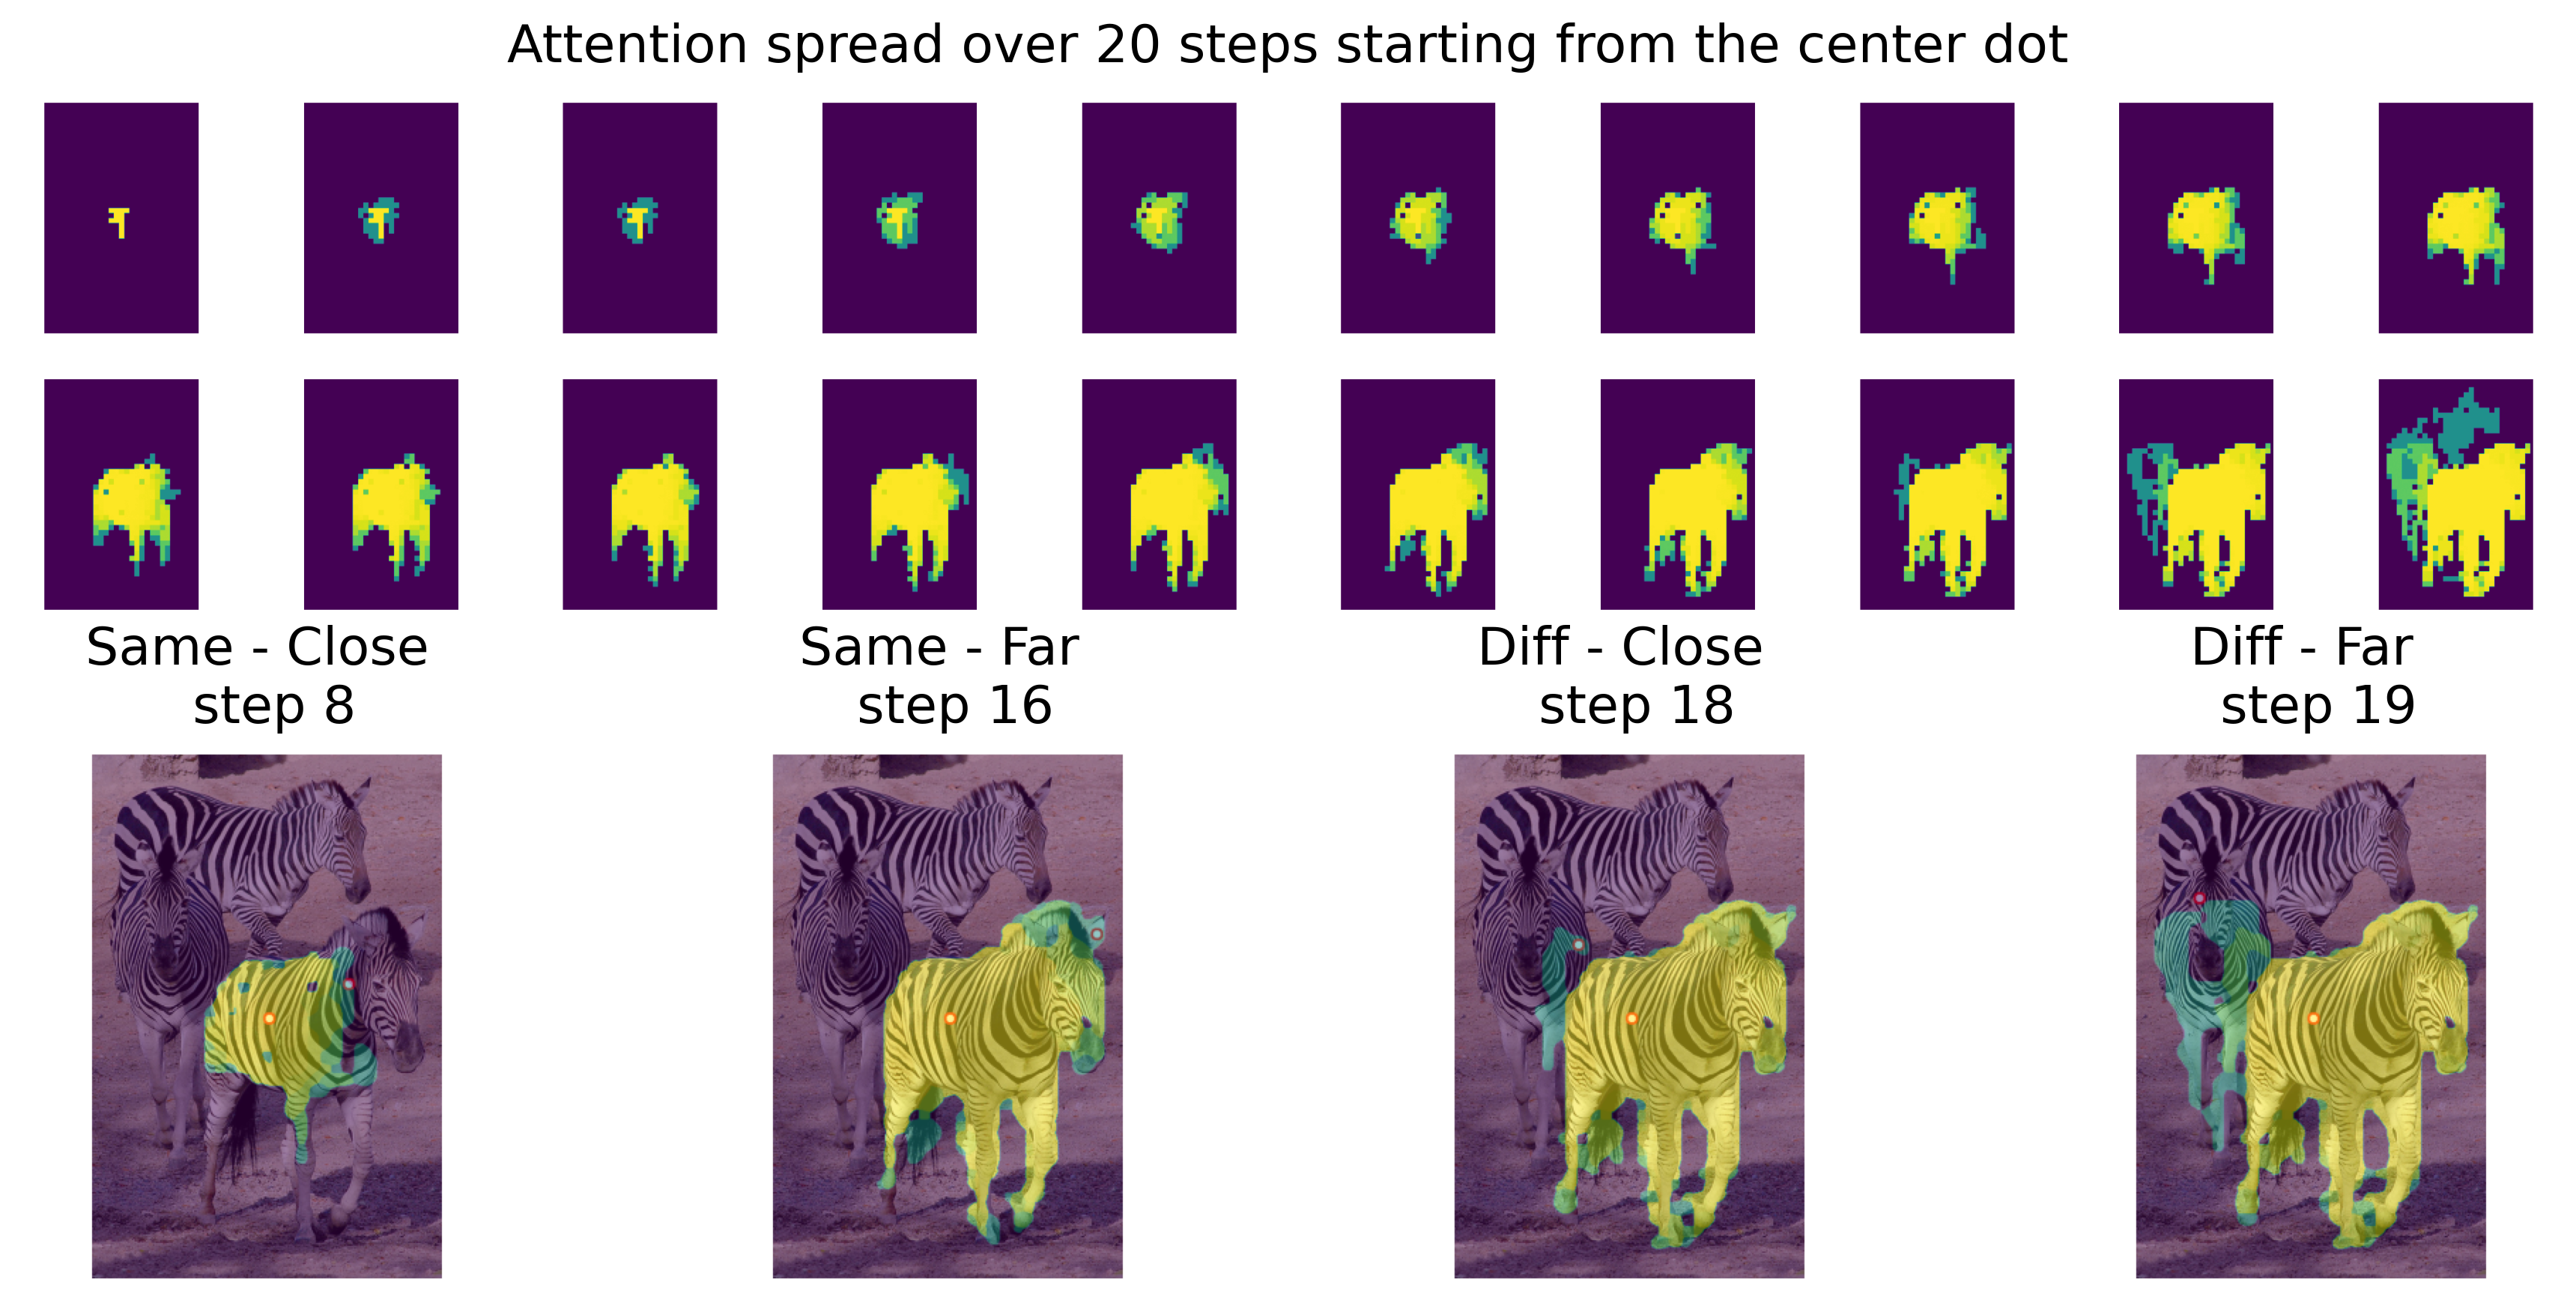 Attention spread over 20 steps starting from the center dot
Same - Close
step 8
Same - Far
step 16
Diff - Close
step 18
Diff - Far
step 19